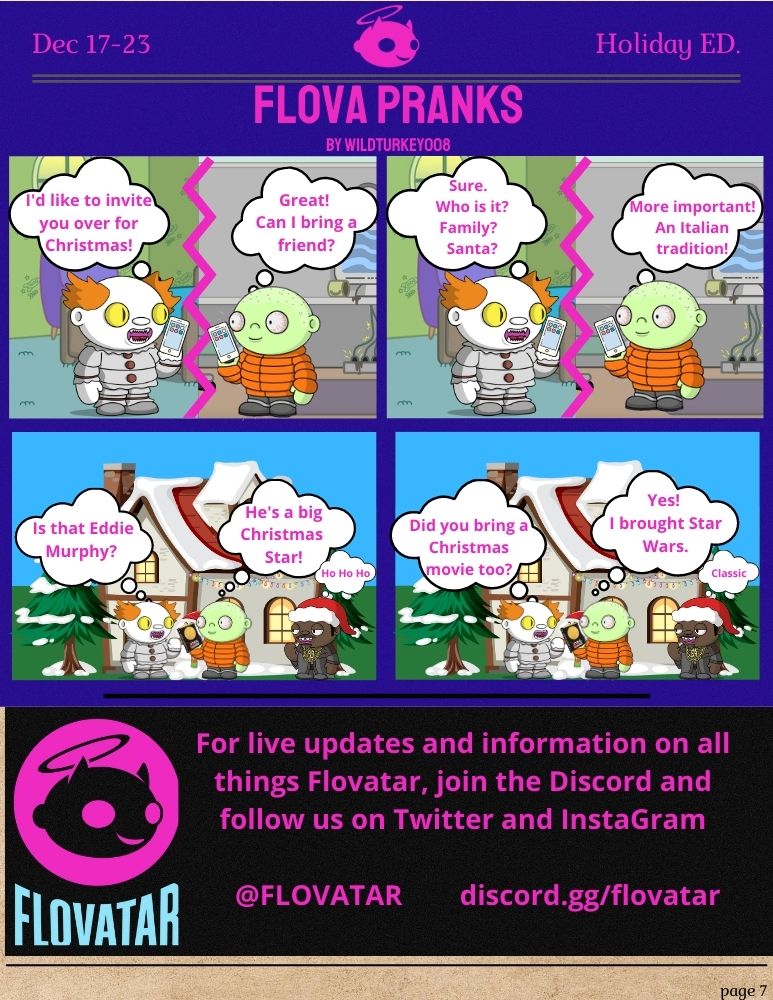 Dec 17-23
Holiday ED.
FLOVA PRANKS
BY WILDTURKEY008
I'd like to invite
you over for
Christmas!
Great!
Can I bring a
friend?
Sure.
Who is it?
Family?
Santa?
More important!
An Italian
tradition!
Is that Eddie
Murphy?
He's a big
Christmas
Star!
Ho Ho Ho
Did you bring a
Christmas
movie too?
Yes!
I brought Star
Wars.
Classic
For live updates and information on all
things Flovatar, join the Discord and
follow us on Twitter and InstaGram
@FLOVATAR
discord.gg/flovatar
FLOVATAR
page 7